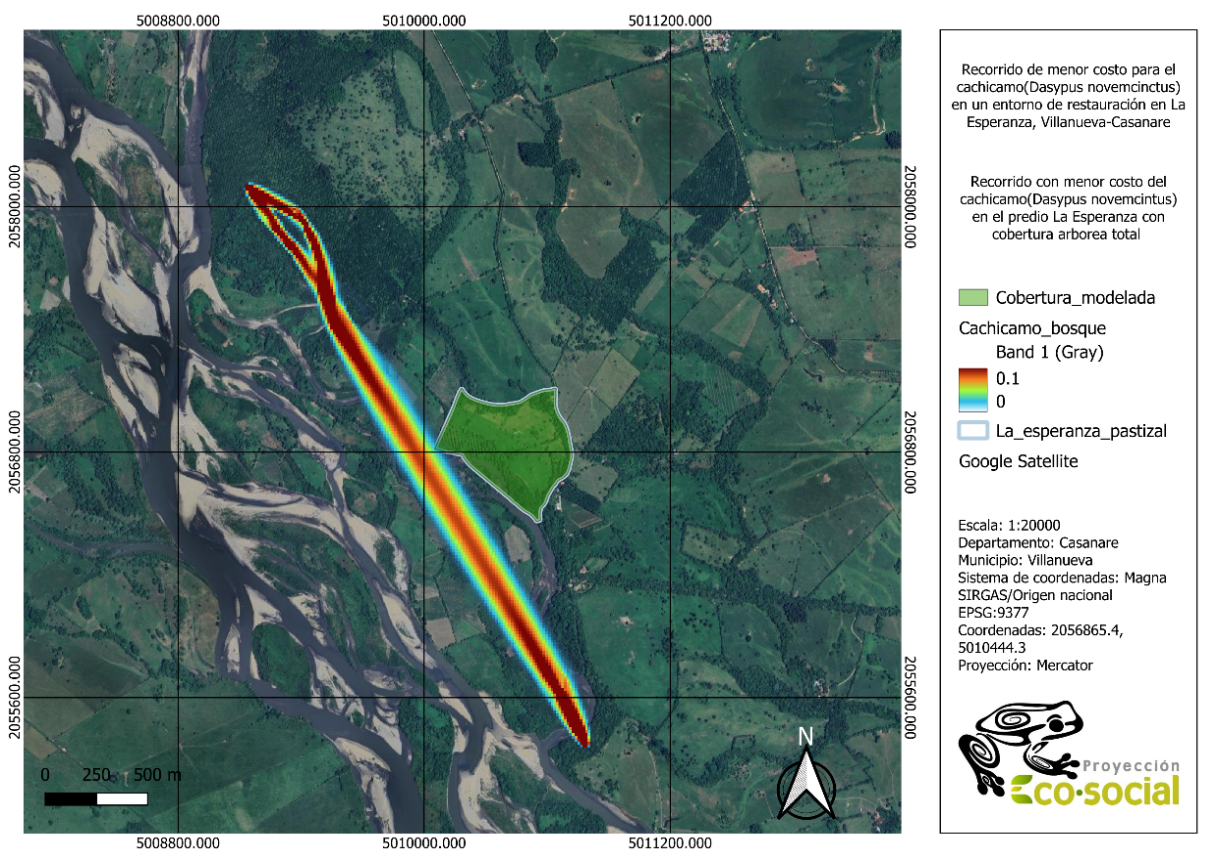 5008800.000
5010000.000
5011200.000
2058000.000
2058000.000
2056800.000
2056800.000
2055600.000
2055600.000
N
0 250 500 m
5008800.000
5010000.000
5011200.000
Recorrido de menor costo para el
cachicamo(Dasypus novemcinctus)
en un entorno de restauración en La
Esperanza, Villanueva-Casanare
Recorrido con menor costo del
cachicamo(Dasypus novemcintus)
en el predio La Esperanza con
cobertura arborea total
Cobertura_modelada
Cachicamo_bosque
Band 1 (Gray)
0.1
0
La_esperanza_pastizal
Google Satellite
Escala: 1:20000
Departamento: Casanare
Municipio: Villanueva
Sistema de coordenadas: Magna
SIRGAS/Origen nacional
EPSG:9377
Coordenadas: 2056865.4,
5010444.3
Proyección: Mercator
Proyección
Eco·social